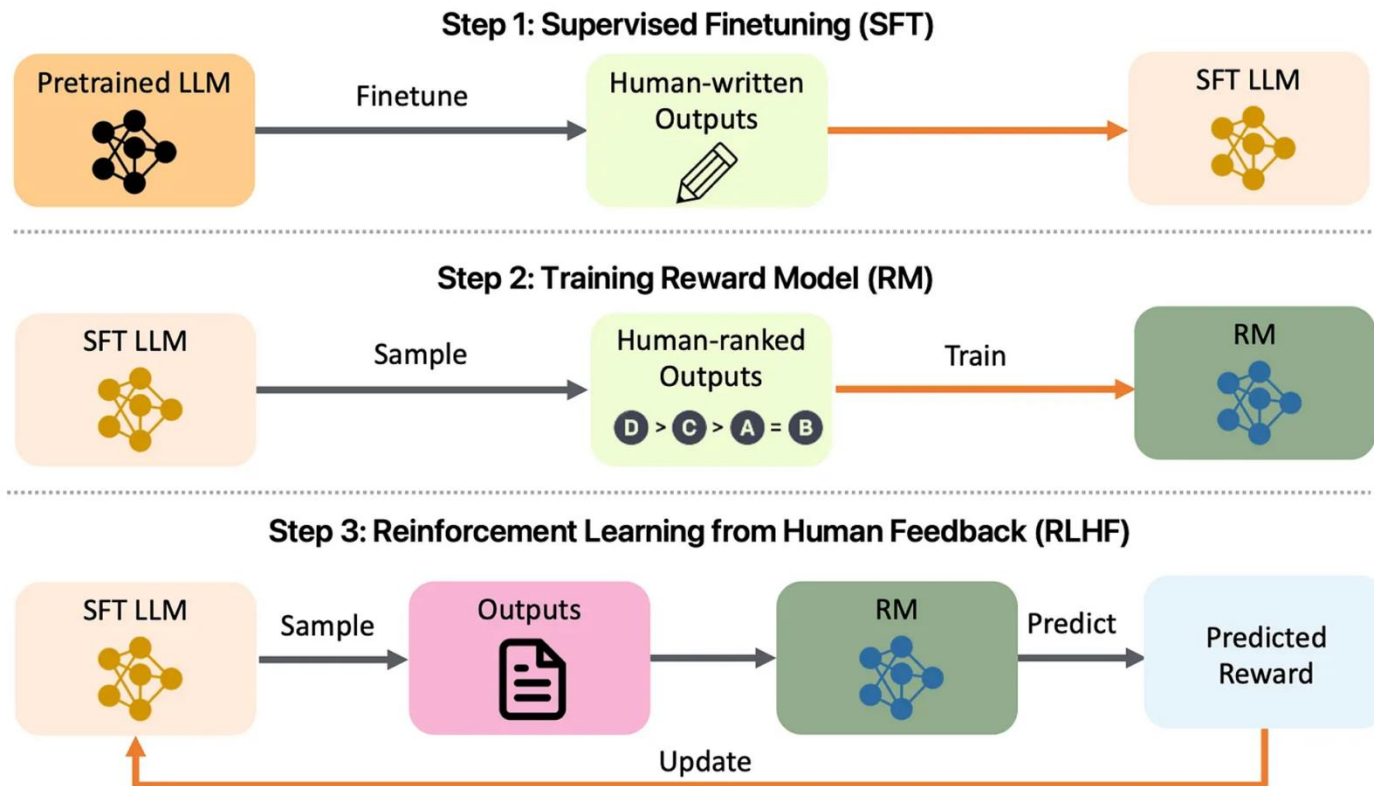 Step 1: Supervised Finetuning (SFT)
Pretrained LLM
Finetune
Human-written
Outputs
SFT LLM
Step 2: Training Reward Model (RM)
SFT LLM
Sample
Human-ranked
Outputs
D > C > A = B
Train
RM
Step 3: Reinforcement Learning from Human Feedback (RLHF)
SFT LLM
Sample
Outputs
RM
Predict
Predicted
Reward
Update